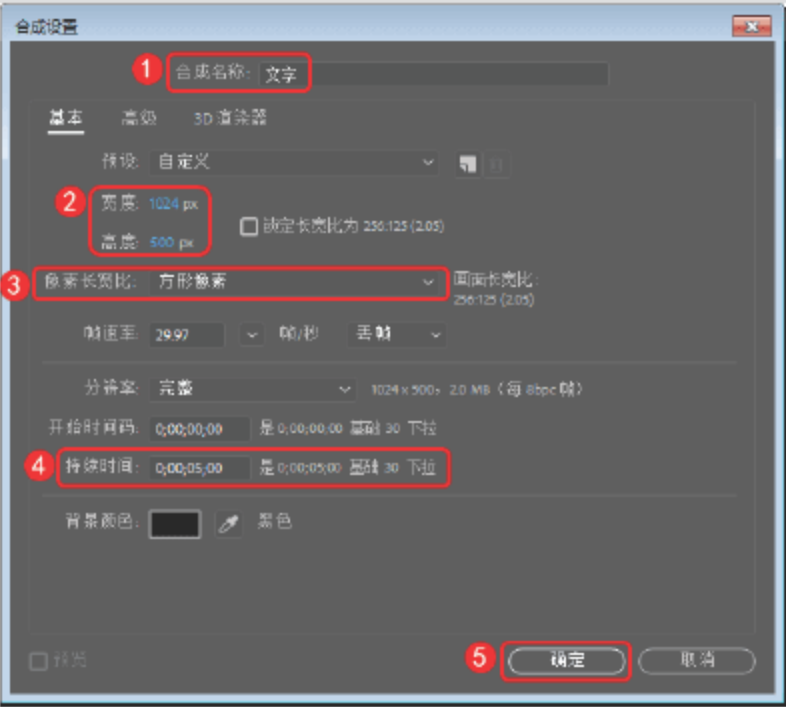 合成设置
1 合成名称: 文字
基本 高级 3D 渲染器
预设: 自定义
2 宽度: 1024 px
锁定长宽比为 256:125 (2.05)
高度: 500 px
3 像素长宽比: 方形像素 画面长宽比:
256:125 (2.05)
帧速率: 29.97 帧/秒 丢帧
分辨率: 完整 1024 x 500, 2.0 MB (每 8bpc 帧)
开始时间码: 0;00;00;00 是 0;00;00;00 基础 30 下拉
4 持续时间: 0;00;05;00 是 0;00;05;00 基础 30 下拉
背景颜色: 黑色
预览 5 确定 取消